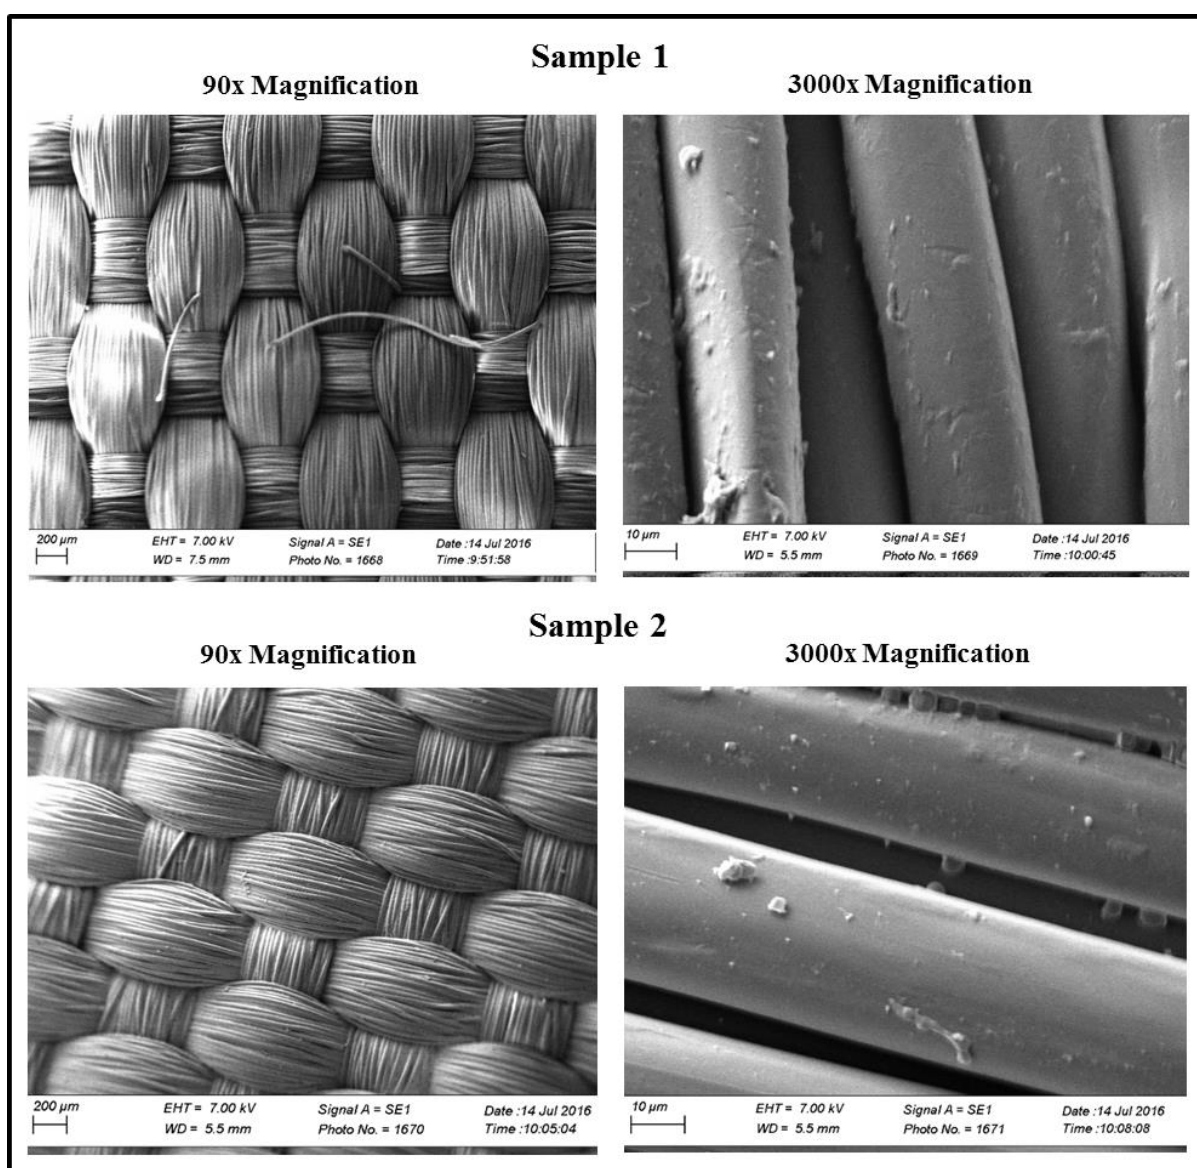 Sample 1
90x Magnification
3000x Magnification
200 µm
EHT = 7.00 kV
Signal A = SE1
Date :14 Jul 2016
WD = 7.5 mm
Photo No. = 1668
Time :9:51:58
10 µm
EHT = 7.00 kV
Signal A = SE1
Date :14 Jul 2016
WD = 5.5 mm
Photo No. = 1669
Time :10:00:45
Sample 2
90x Magnification
3000x Magnification
200 µm
EHT = 7.00 kV
Signal A = SE1
Date :14 Jul 2016
WD = 5.5 mm
Photo No. = 1670
Time :10:05:04
10 µm
EHT = 7.00 kV
Signal A = SE1
Date :14 Jul 2016
WD = 5.5 mm
Photo No. = 1671
Time :10:08:08